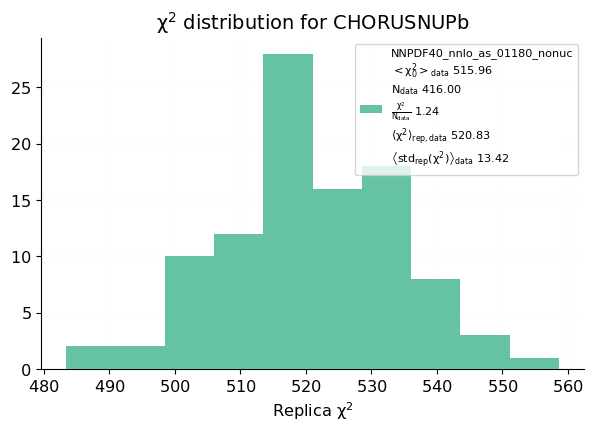 χ² distribution for CHORUSNUPb
NNPDF40_nnlo_as_01180_nonuc
< χ₀² >data 515.96
Ndata 416.00
χ²/Ndata 1.24
⟨χ²⟩rep, data 520.83
⟨stdrep(χ²)⟩data 13.42
25
20
15
10
5
0
480 490 500 510 520 530 540 550 560
Replica χ²